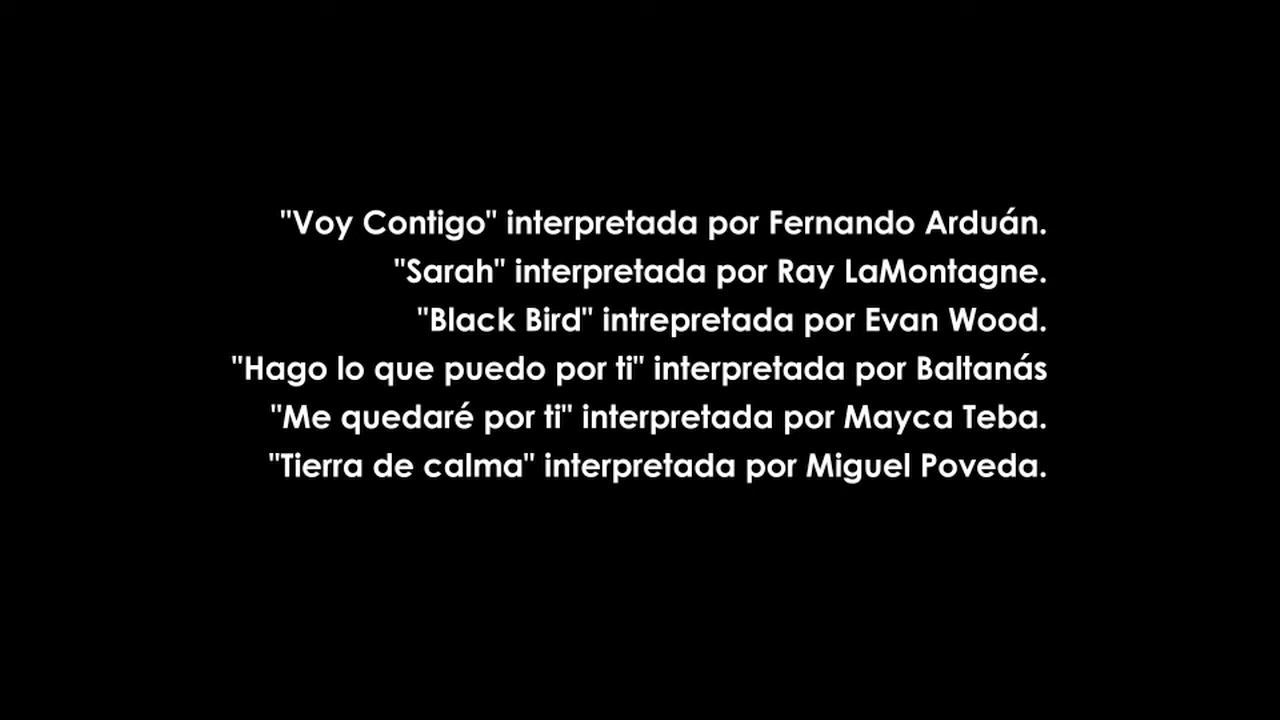 "Voy Contigo" interpretada por Fernando Arduán.
"Sarah" interpretada por Ray LaMontagne.
"Black Bird" intrepretada por Evan Wood.
"Hago lo que puedo por ti" interpretada por Baltanás
"Me quedaré por ti" interpretada por Mayca Teba.
"Tierra de calma" interpretada por Miguel Poveda.